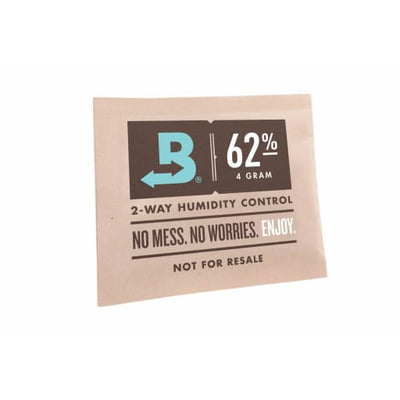 B®
62%
4 GRAM
2-WAY HUMIDITY CONTROL
NO MESS. NO WORRIES. ENJOY.
NOT FOR RESALE